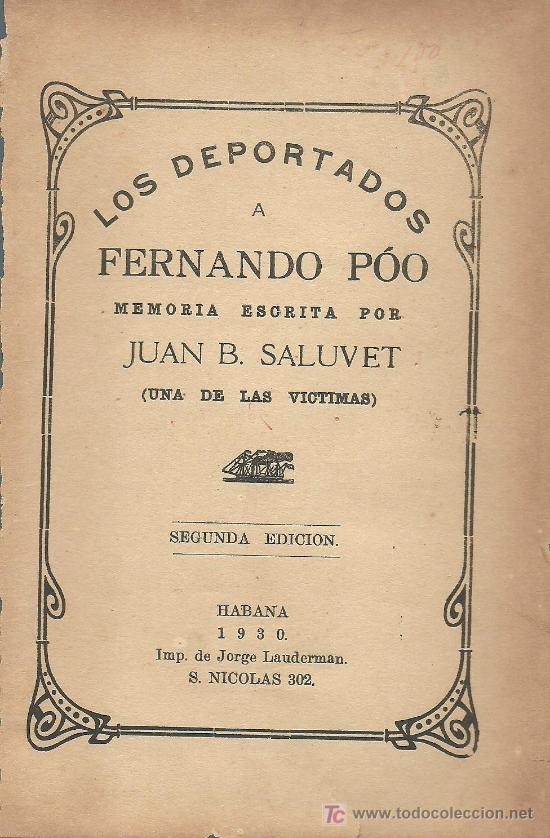 LOS DEPORTADOS
A
FERNANDO PÓO
MEMORIA ESCRITA POR
JUAN B. SALUVET
(UNA DE LAS VICTIMAS)
SEGUNDA EDICION.
HABANA
1930.
Imp. de Jorge Lauderman.
S. NICOLAS 302.
TC www.todocoleccion.net